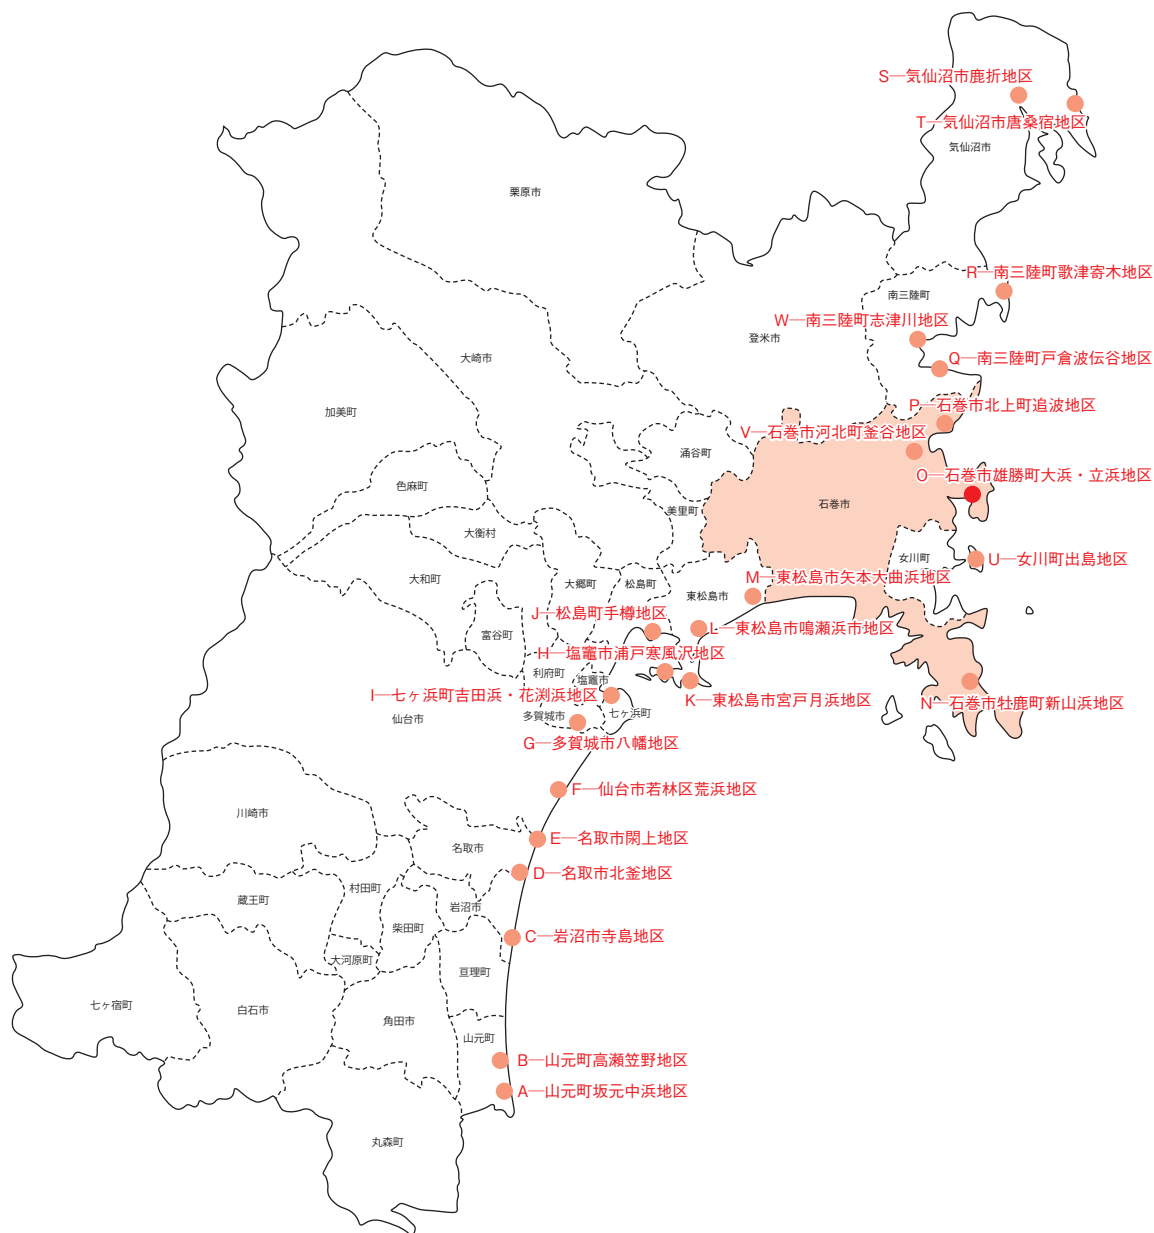 S─気仙沼市鹿折地区
T─気仙沼市唐桑宿地区
気仙沼市
栗原市
R─南三陸町歌津寄木地区
南三陸町
W─南三陸町志津川地区
登米市
大崎市
Q─南三陸町戸倉波伝谷地区
P─石巻市北上町追波地区
加美町
V─石巻市河北町釜谷地区
涌谷町
O─石巻市雄勝町大浜・立浜地区
色麻町
石巻市
美里町
大衡村
女川町
U─女川町出島地区
大和町
大郷町
松島町
M─東松島市矢本大曲浜地区
東松島市
J─松島町手樽地区
L─東松島市鳴瀬浜市地区
富谷町
H─塩竈市浦戸寒風沢地区
利府町
塩竈市
I─七ヶ浜町吉田浜・花渕浜地区
K─東松島市宮戸月浜地区
N─石巻市牡鹿町新山浜地区
仙台市
多賀城市
七ヶ浜町
G─多賀城市八幡地区
F─仙台市若林区荒浜地区
川崎市
E─名取市閖上地区
名取市
D─名取市北釜地区
村田町
蔵王町
岩沼市
柴田町
C─岩沼市寺島地区
大河原町
亘理町
七ヶ宿町
白石市
角田市
山元町
B─山元町高瀬笠野地区
A─山元町坂元中浜地区
丸森町